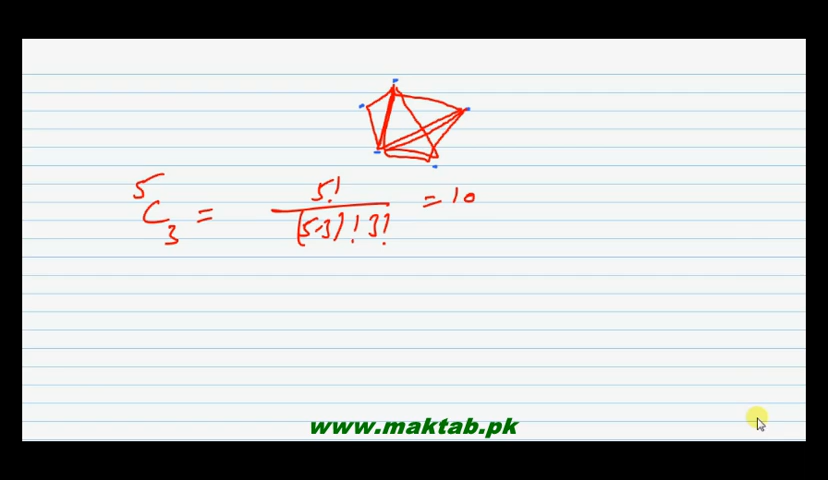 ⁵C₃ = 5! / (5-3)! 3! = 10
www.maktab.pk